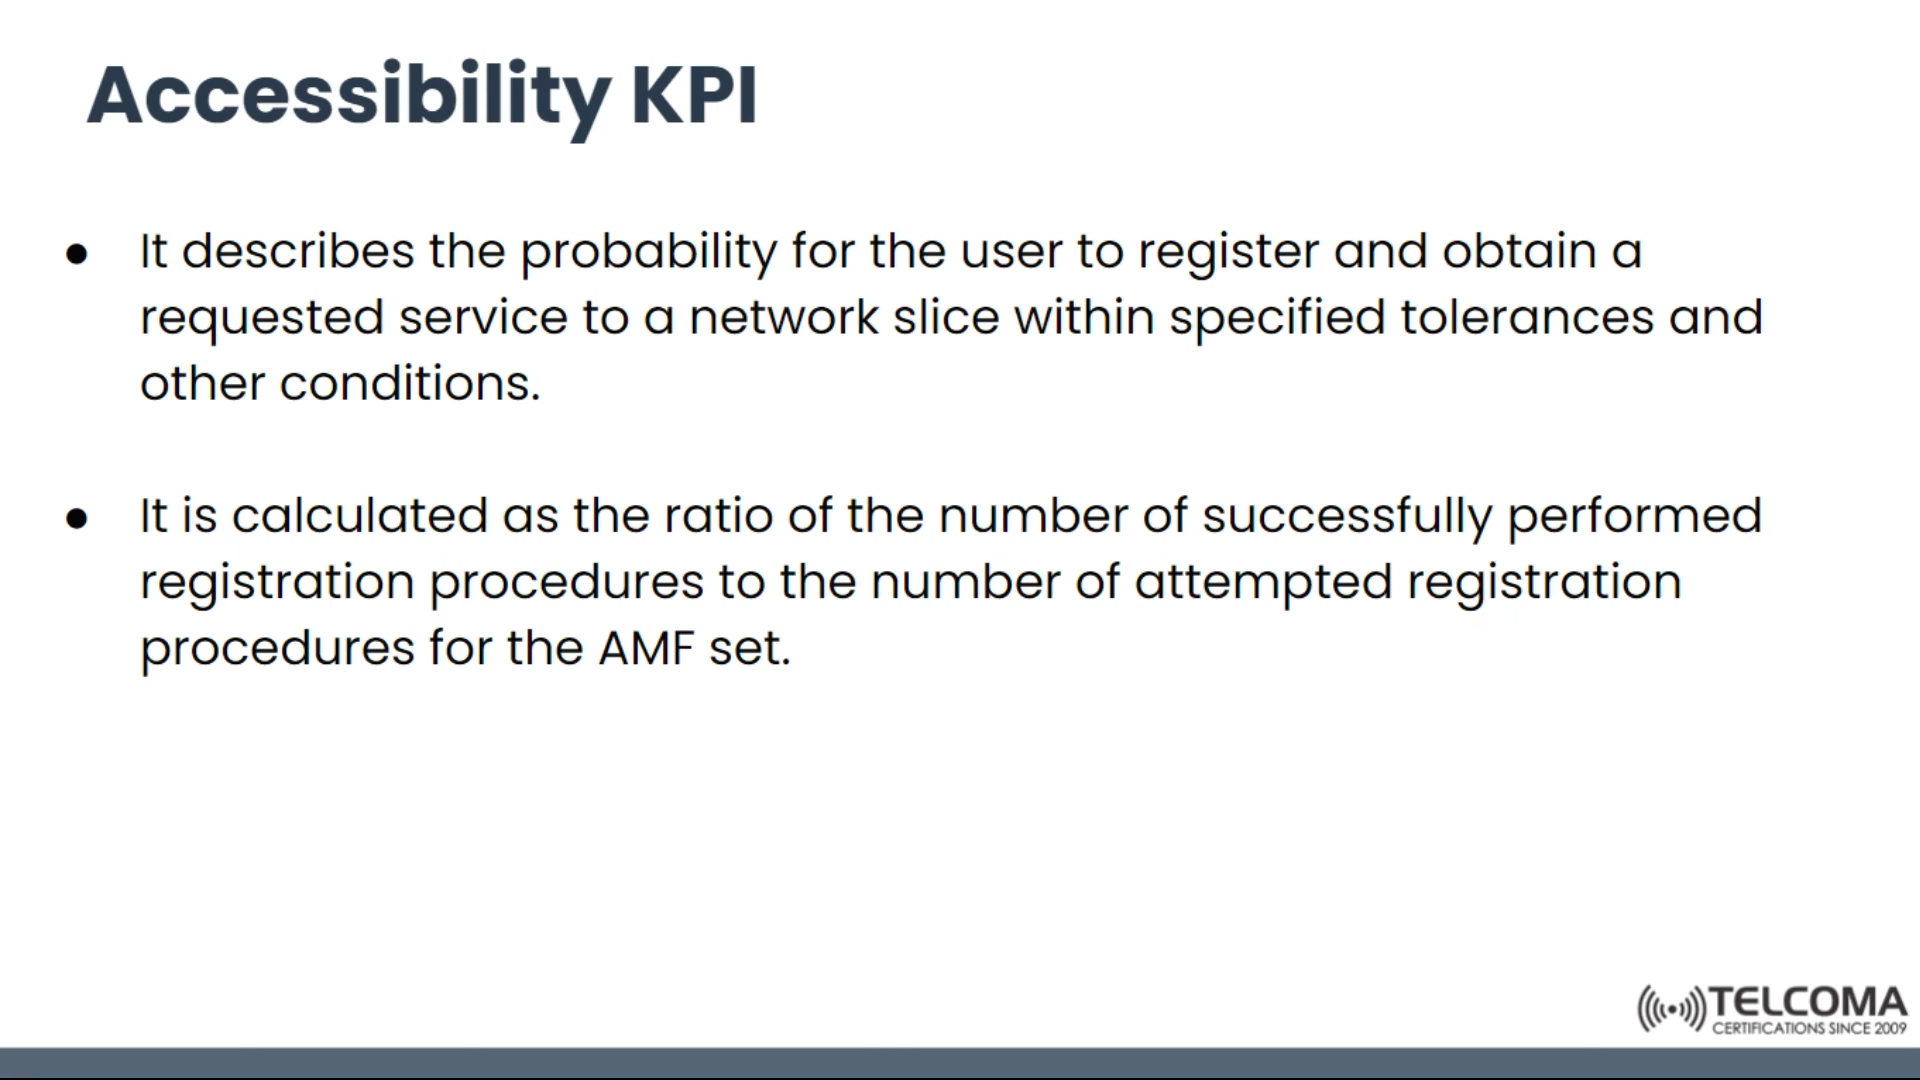 Accessibility KPI
● It describes the probability for the user to register and obtain a
requested service to a network slice within specified tolerances and
other conditions.
● It is calculated as the ratio of the number of successfully performed
registration procedures to the number of attempted registration
procedures for the AMF set.
TELCOMA
CERTIFICATIONS SINCE 2009